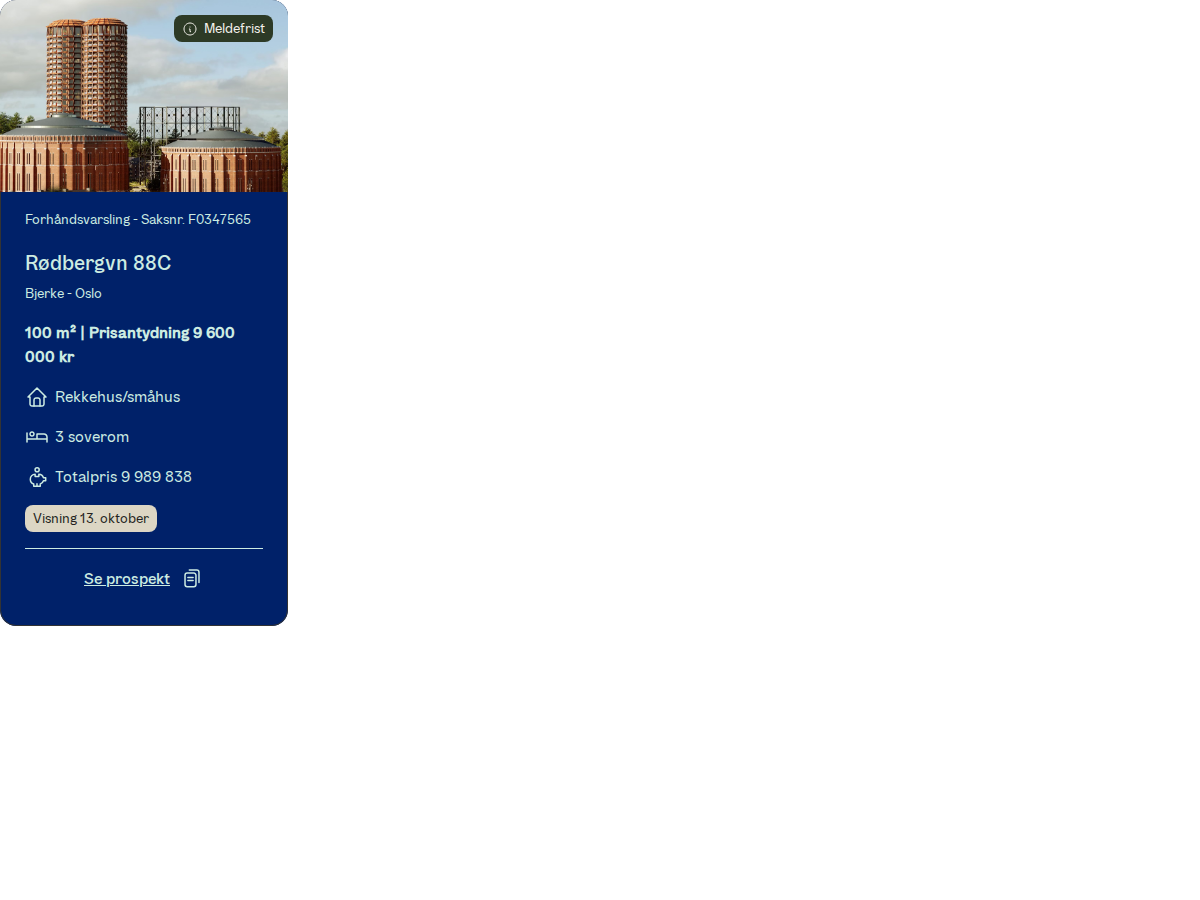 Meldefrist
Forhåndsvarsling - Saksnr. F0347565
Rødbergvn 88C
Bjerke - Oslo
100 m² | Prisantydning 9 600
000 kr
Rekkehus/småhus
3 soverom
Totalpris 9 989 838
Visning 13. oktober
Se prospekt